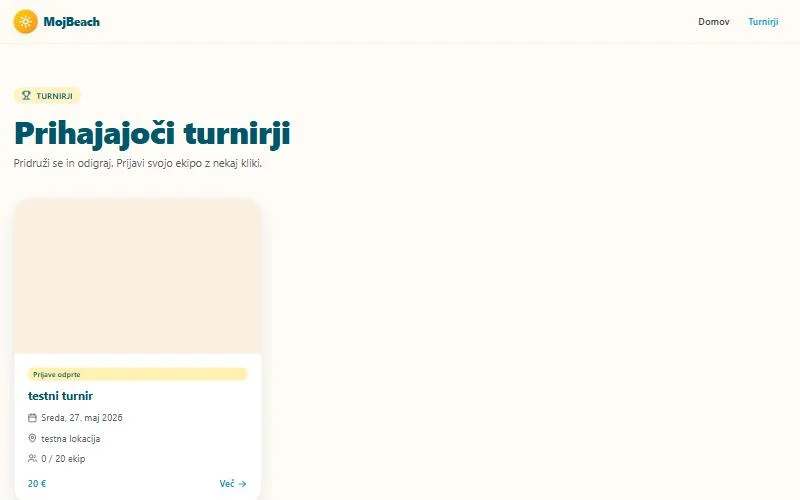 MojBeach
Domov
Turnirji
TURNIRJI
Prihajajoči turnirji
Pridruži se in odigraj. Prijavi svojo ekipo z nekaj kliki.
Prijave odprte
testni turnir
Sreda, 27. maj 2026
testna lokacija
0 / 20 ekip
20 €
Več →